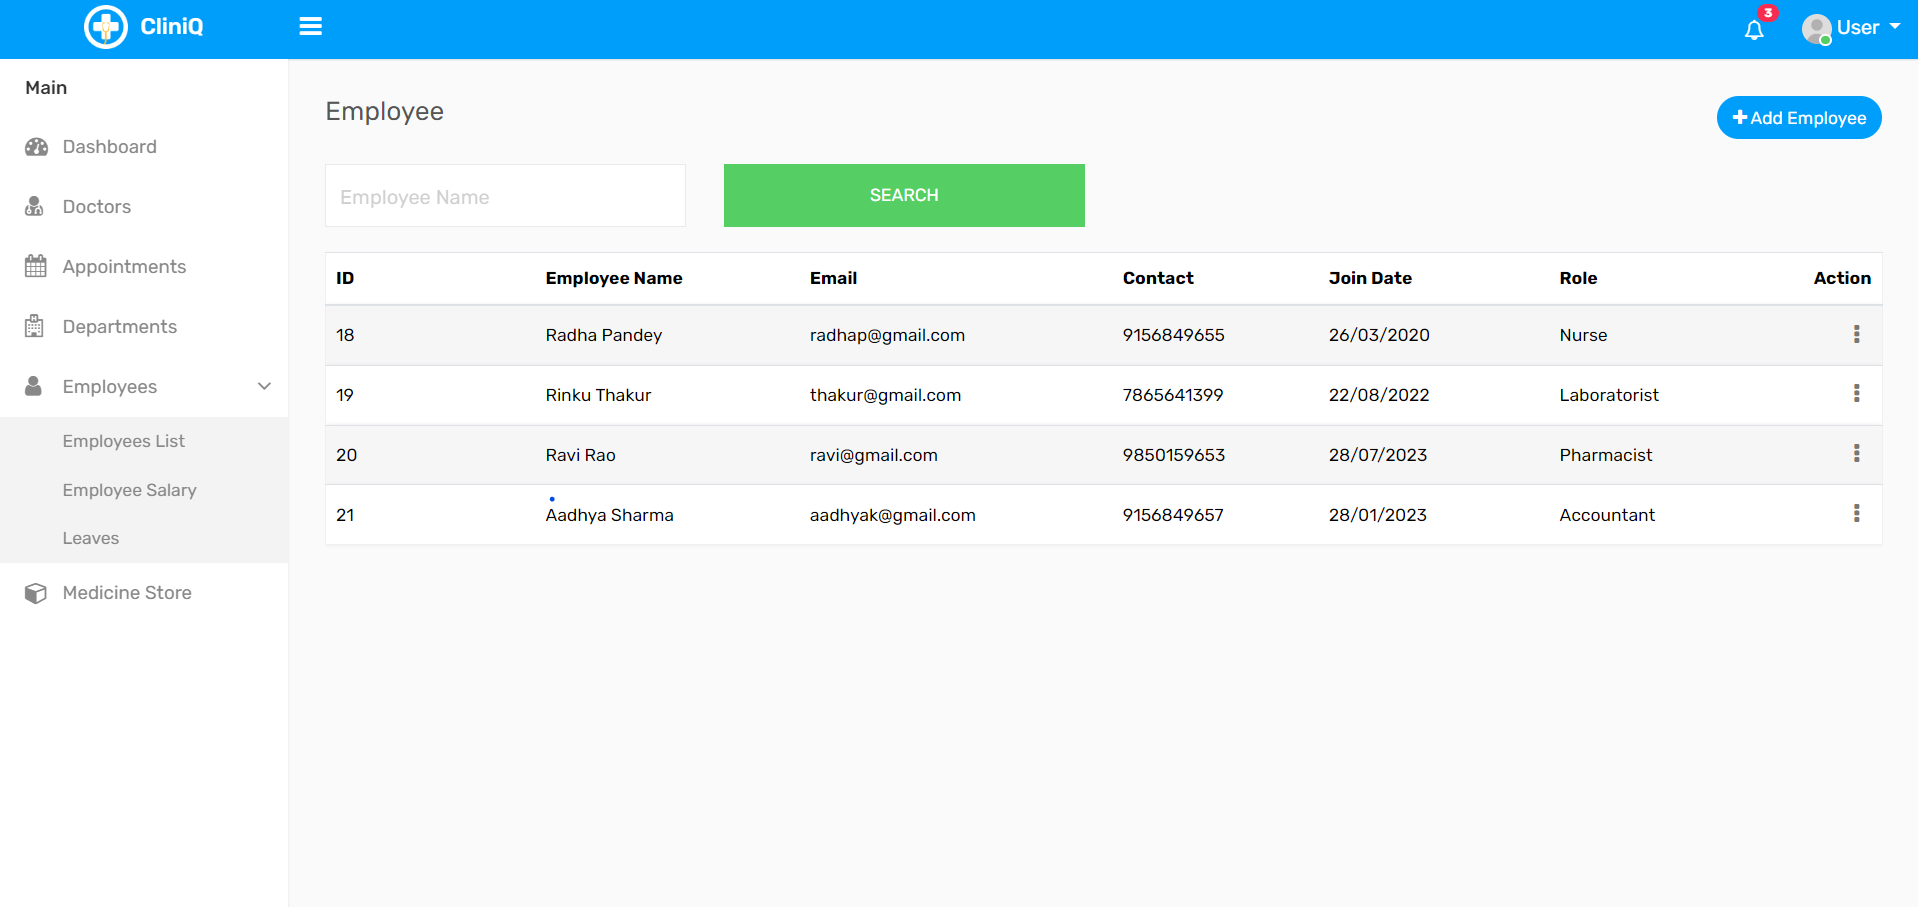 CliniQ
3
User
Main
Dashboard
Doctors
Appointments
Departments
Employees
Employees List
Employee Salary
Leaves
Medicine Store
Employee
Add Employee
Employee Name
SEARCH
ID Employee Name Email Contact Join Date Role Action
18 Radha Pandey radhap@gmail.com 9156849655 26/03/2020 Nurse
19 Rinku Thakur thakur@gmail.com 7865641399 22/08/2022 Laboratorist
20 Ravi Rao ravi@gmail.com 9850159653 28/07/2023 Pharmacist
21 Aadhya Sharma aadhyak@gmail.com 9156849657 28/01/2023 Accountant